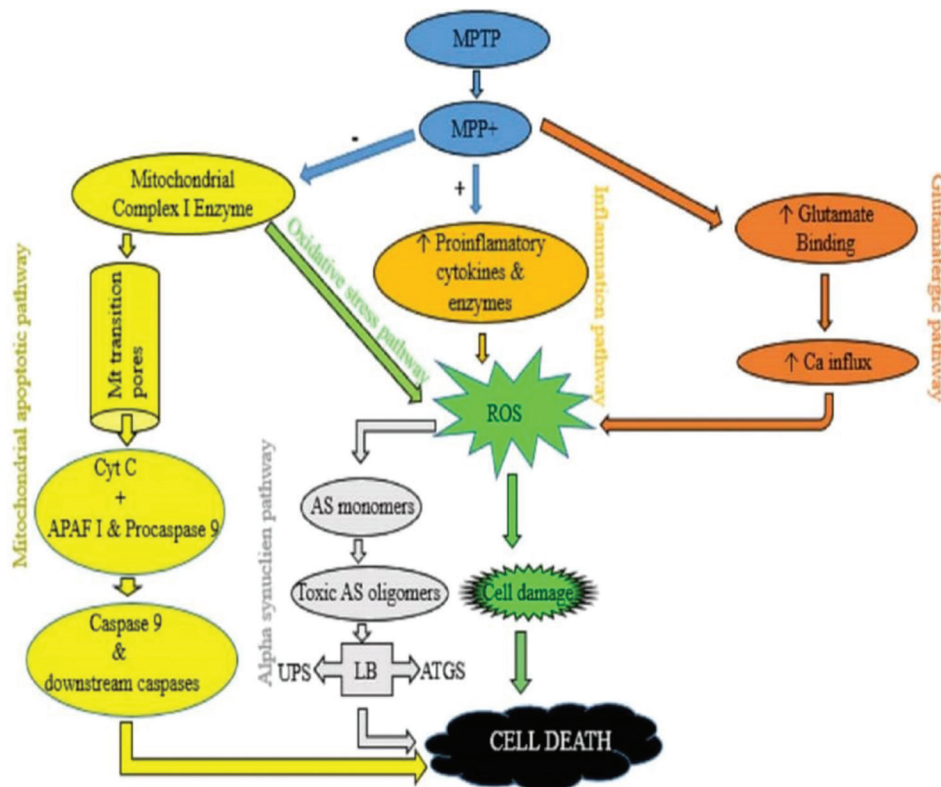 MPTP
MPP+
-
+
Mitochondrial
Complex I Enzyme
Oxidative stress pathway
↑ Proinflamatory
cytokines &
enzymes
Inflammation pathway
↑ Glutamate
Binding
Glutamatergic pathway
Mitochondrial apoptotic pathway
Mt transition
pores
↑ Ca influx
ROS
Cyt C
+
APAF I & Procaspase 9
Alpha synuclien pathway
AS monomers
Toxic AS oligomers
Cell damage
Caspase 9
&
downstream caspases
UPS
LB
ATGS
CELL DEATH